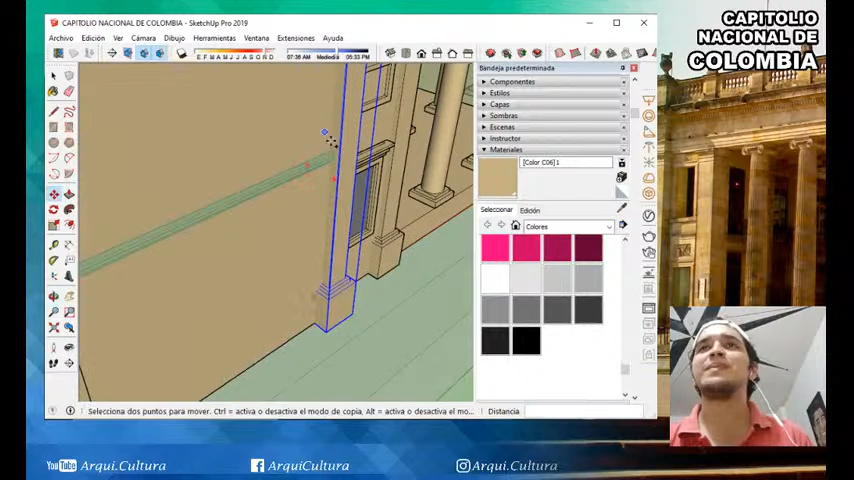 CAPITOLIO NACIONAL DE COLOMBIA - SketchUp Pro 2019
Archivo Edición Ver Cámara Dibujo Herramientas Ventana Extensiones Ayuda
E F M A M J J A S O N D 07:36 AM Mediodía 05:33 PM
Bandeja predeterminada
Componentes
Estilos
Capas
Sombras
Escenas
Materiales
[Color C06]1
Seleccionar Edición
Colores
Selecciona dos puntos para mover. Ctrl = activa o desactiva el modo de copia, Alt = activa o desactiva el mo...
Distancia
CAPITOLIO
NACIONAL DE
COLOMBIA
YouTube Arqui.Cultura
ArquiCultura
Arqui.Cultura